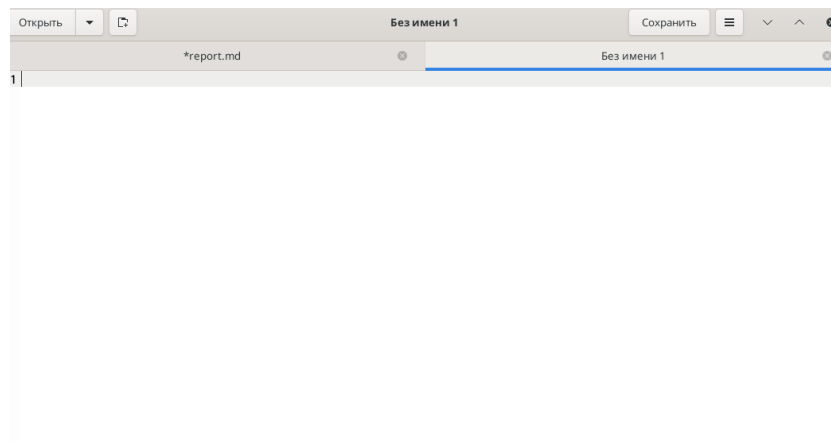 Открыть
Без имени 1
Сохранить
*report.md
Без имени 1
1